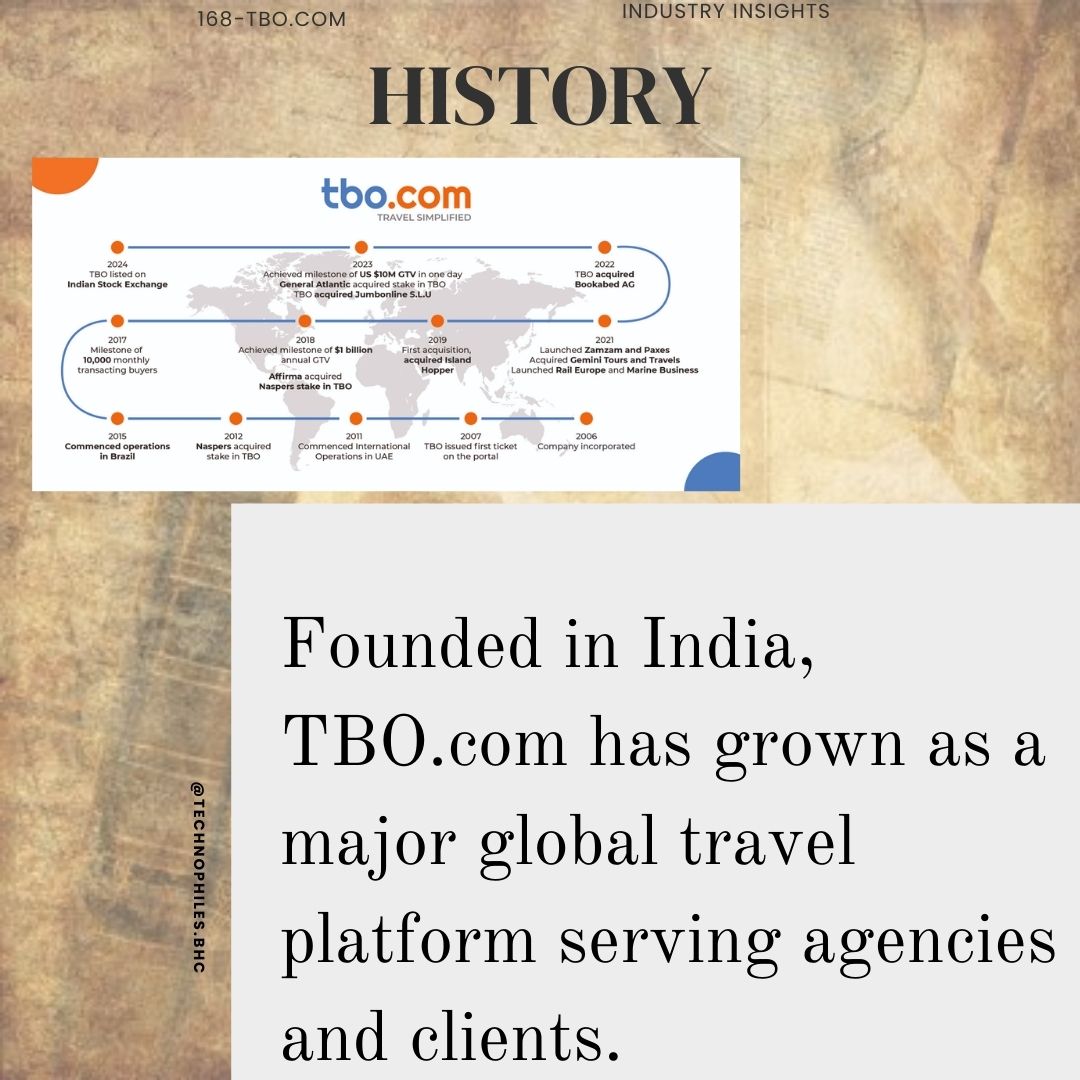 168-TBO.COM
INDUSTRY INSIGHTS
HISTORY
tbo.com
TRAVEL SIMPLIFIED
2024
TBO listed on
Indian Stock Exchange
2023
Achieved milestone of US $10M GTV in one day
General Atlantic acquired stake in TBO
TBO acquired Jumbonline S.L.U
2022
TBO acquired
Bookabed AG
2017
Milestone of
10,000 monthly
transacting buyers
2018
Achieved milestone of $1 billion
annual GTV
Affirma acquired
Naspers stake in TBO
2019
First acquisition,
acquired Island
Hopper
2021
Launched Zamzam and Paxes
Acquired Gemini Tours and Travels
Launched Rail Europe and Marine Business
2015
Commenced operations
in Brazil
2012
Naspers acquired
stake in TBO
2011
Commenced International
Operations in UAE
2007
TBO issued first ticket
on the portal
2006
Company incorporated
Founded in India,
TBO.com has grown as a
major global travel
platform serving agencies
and clients.
@TECHNOPHILES.BHC